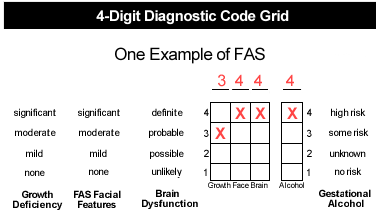 4-Digit Diagnostic Code Grid
One Example of FAS
3 4 4 4
significant significant definite 4 X X X 4 high risk
moderate moderate probable 3 X 3 some risk
mild mild possible 2 2 unknown
none none unlikely 1 1 no risk
Growth Face Brain Alcohol
Growth Deficiency FAS Facial Features Brain Dysfunction Gestational Alcohol